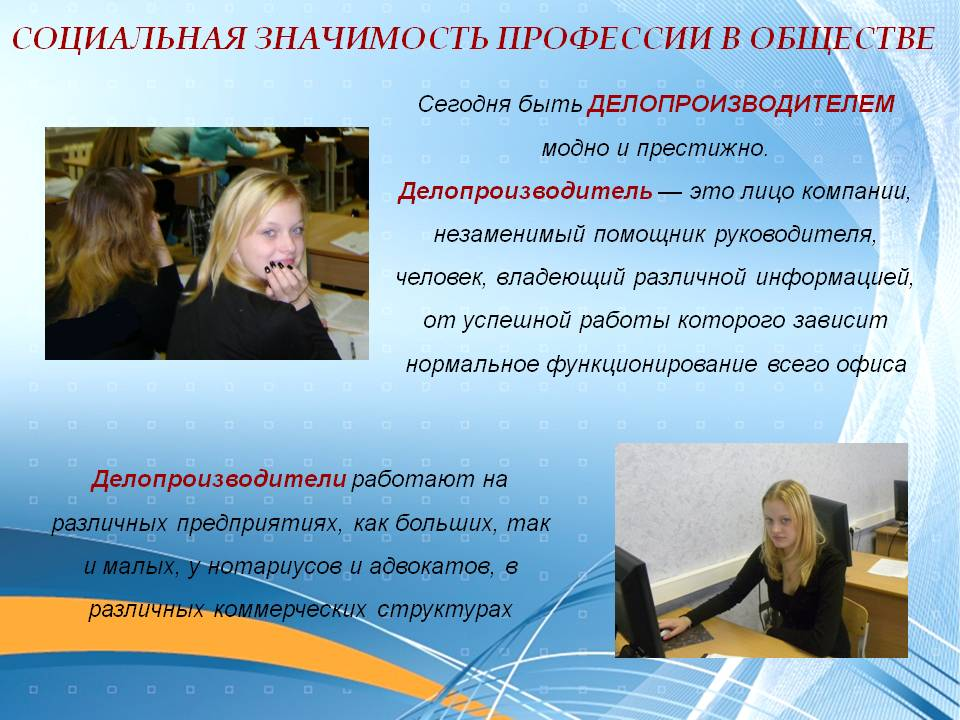 СОЦИАЛЬНАЯ ЗНАЧИМОСТЬ ПРОФЕССИИ В ОБЩЕСТВЕ
Сегодня быть ДЕЛОПРОИЗВОДИТЕЛЕМ
модно и престижно.
Делопроизводитель — это лицо компании,
незаменимый помощник руководителя,
человек, владеющий различной информацией,
от успешной работы которого зависит
нормальное функционирование всего офиса
Делопроизводители работают на
различных предприятиях, как больших, так
и малых, у нотариусов и адвокатов, в
различных коммерческих структурах